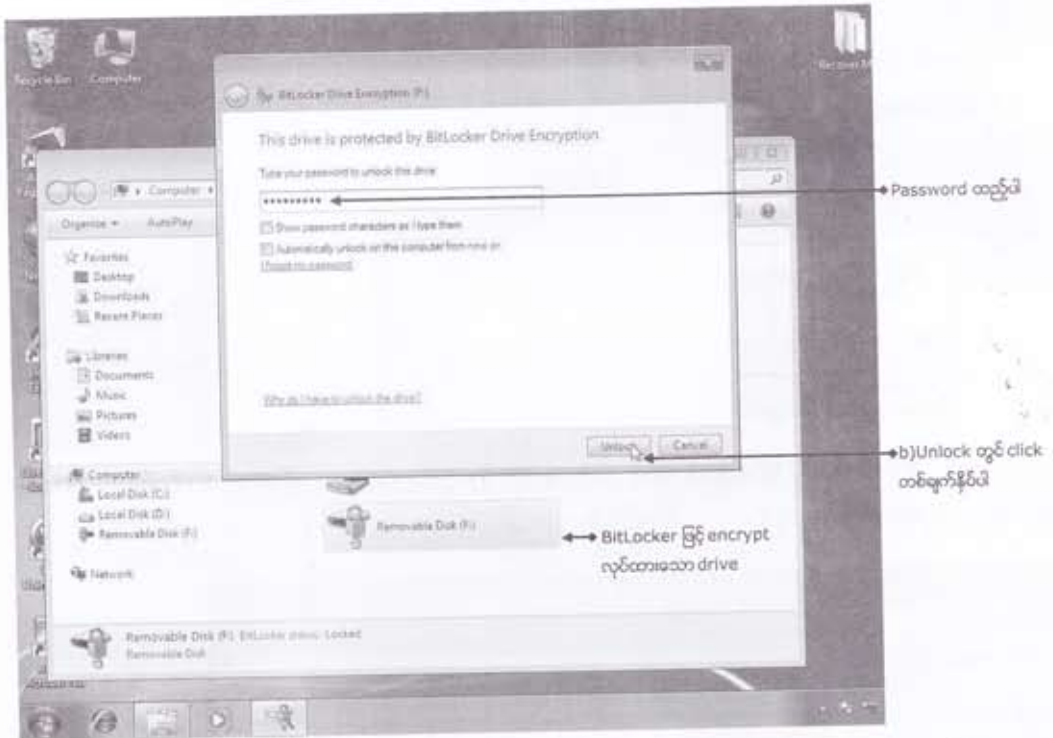 Recycle Bin
Computer
BitLocker Drive Encryption (F:)
This drive is protected by BitLocker Drive Encryption
Type your password to unlock this drive
•••••••••
Show password characters as I type them
Automatically unlock on this computer from now on
I forgot my password
Why do I have to unlock the drive?
Unlock
Cancel
Password ထည့်ပါ
b)Unlock တွင် click
တစ်ချက်နှိပ်ပါ
Computer
Organize
AutoPlay
Favorites
Desktop
Downloads
Recent Places
Libraries
Documents
Music
Pictures
Videos
Computer
Local Disk (C:)
Local Disk (D:)
Removable Disk (F:)
Network
Removable Disk (F:)
BitLocker ဖြင့် encrypt
လုပ်ထားသော drive
Removable Disk (F:) BitLocker status: Locked
Removable Disk